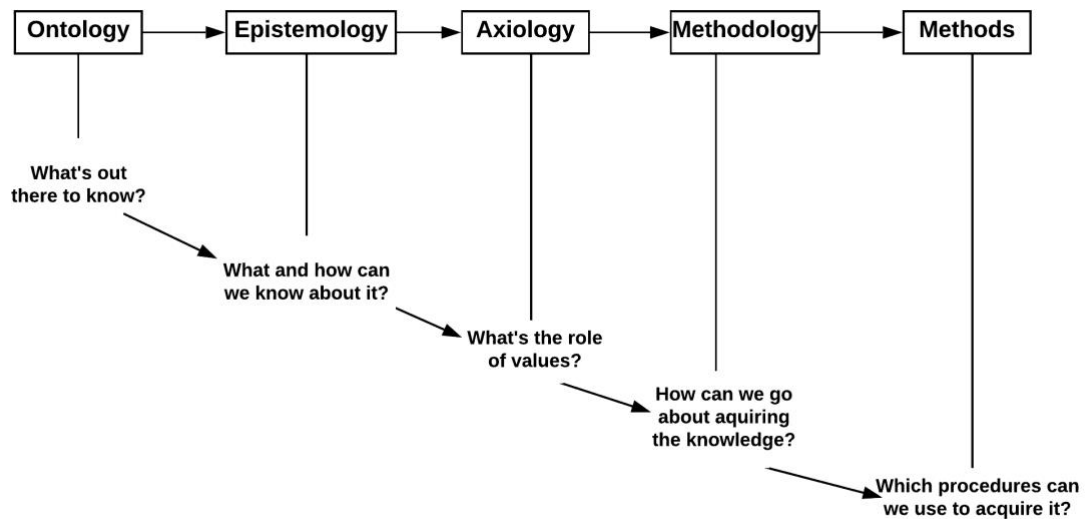 Ontology
Epistemology
Axiology
Methodology
Methods
What's out
there to know?
What and how can
we know about it?
What's the role
of values?
How can we go
about aquiring
the knowledge?
Which procedures can
we use to acquire it?